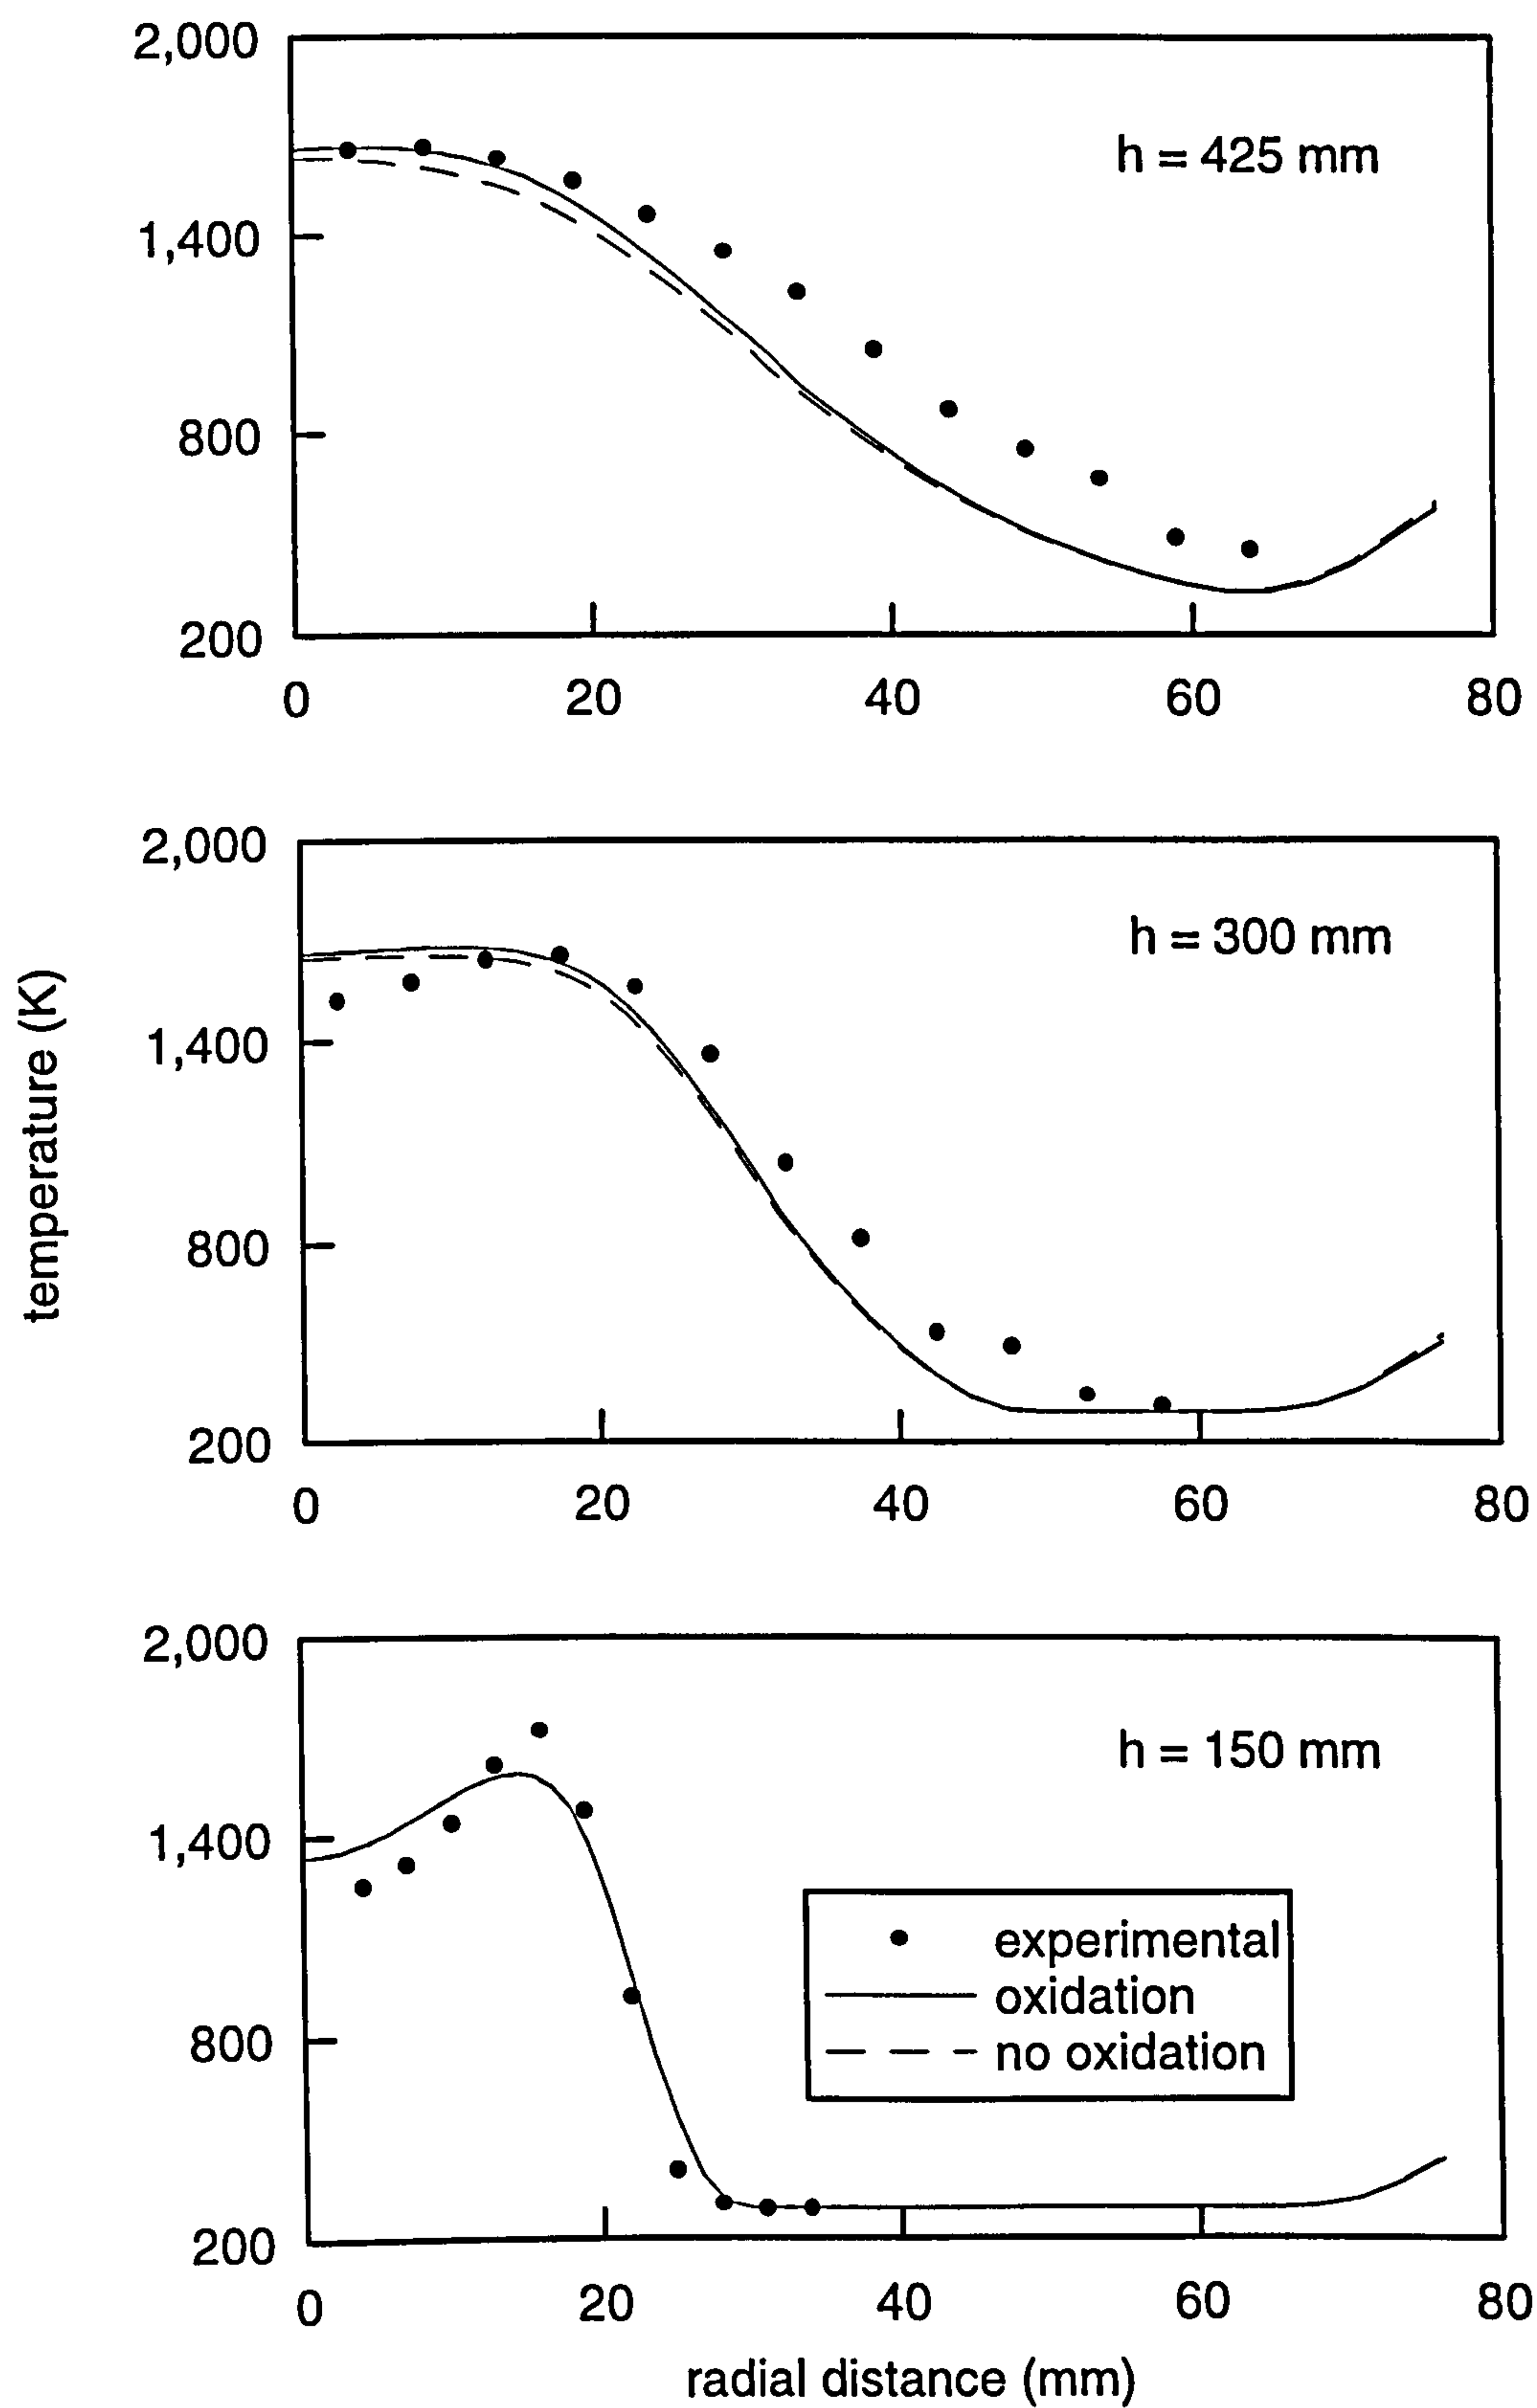 2,000
h = 425 mm
1,400
800
200
0 20 40 60 80
2,000
h = 300 mm
1,400
800
200
0 20 40 60 80
temperature (K)
2,000
h = 150 mm
1,400
experimental
oxidation
no oxidation
800
200
0 20 40 60 80
radial distance (mm)